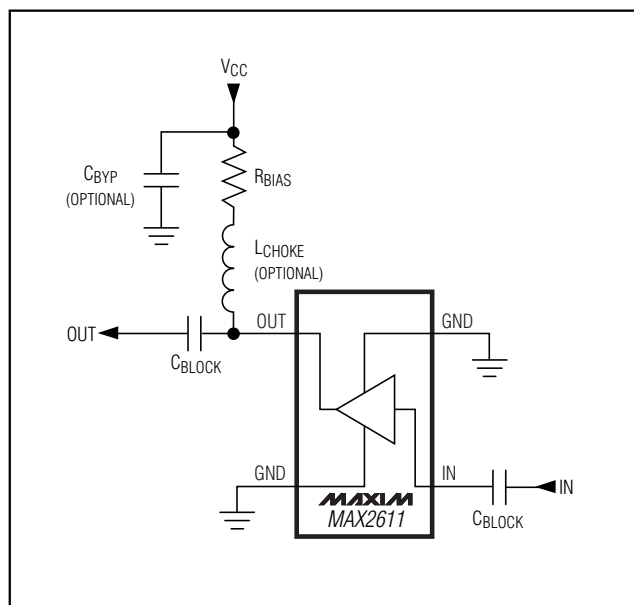 VCC
CBYP
(OPTIONAL)
RBIAS
LCHOKE
(OPTIONAL)
OUT
CBLOCK
OUT
GND
GND
IN
MAXIM
MAX2611
CBLOCK
IN